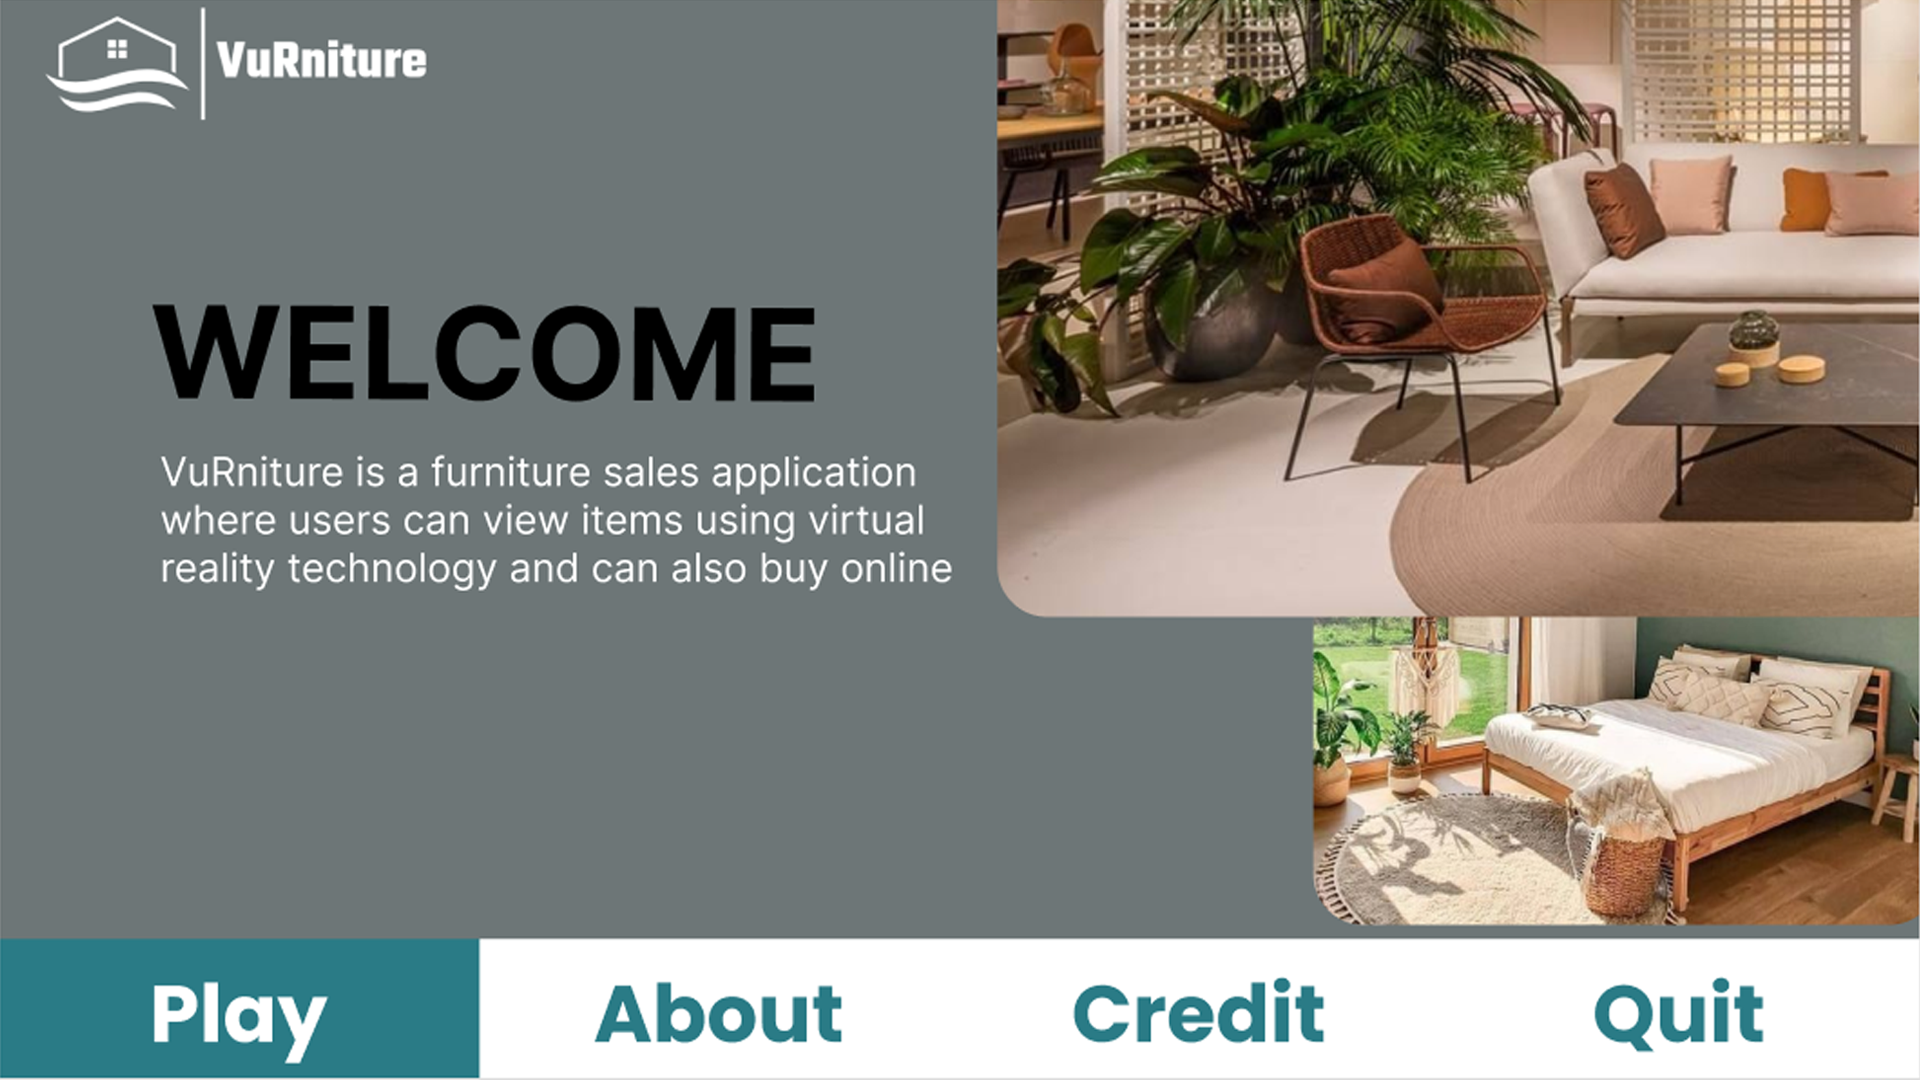 VuRniture
WELCOME
VuRniture is a furniture sales application
where users can view items using virtual
reality technology and can also buy online
Play
About
Credit
Quit